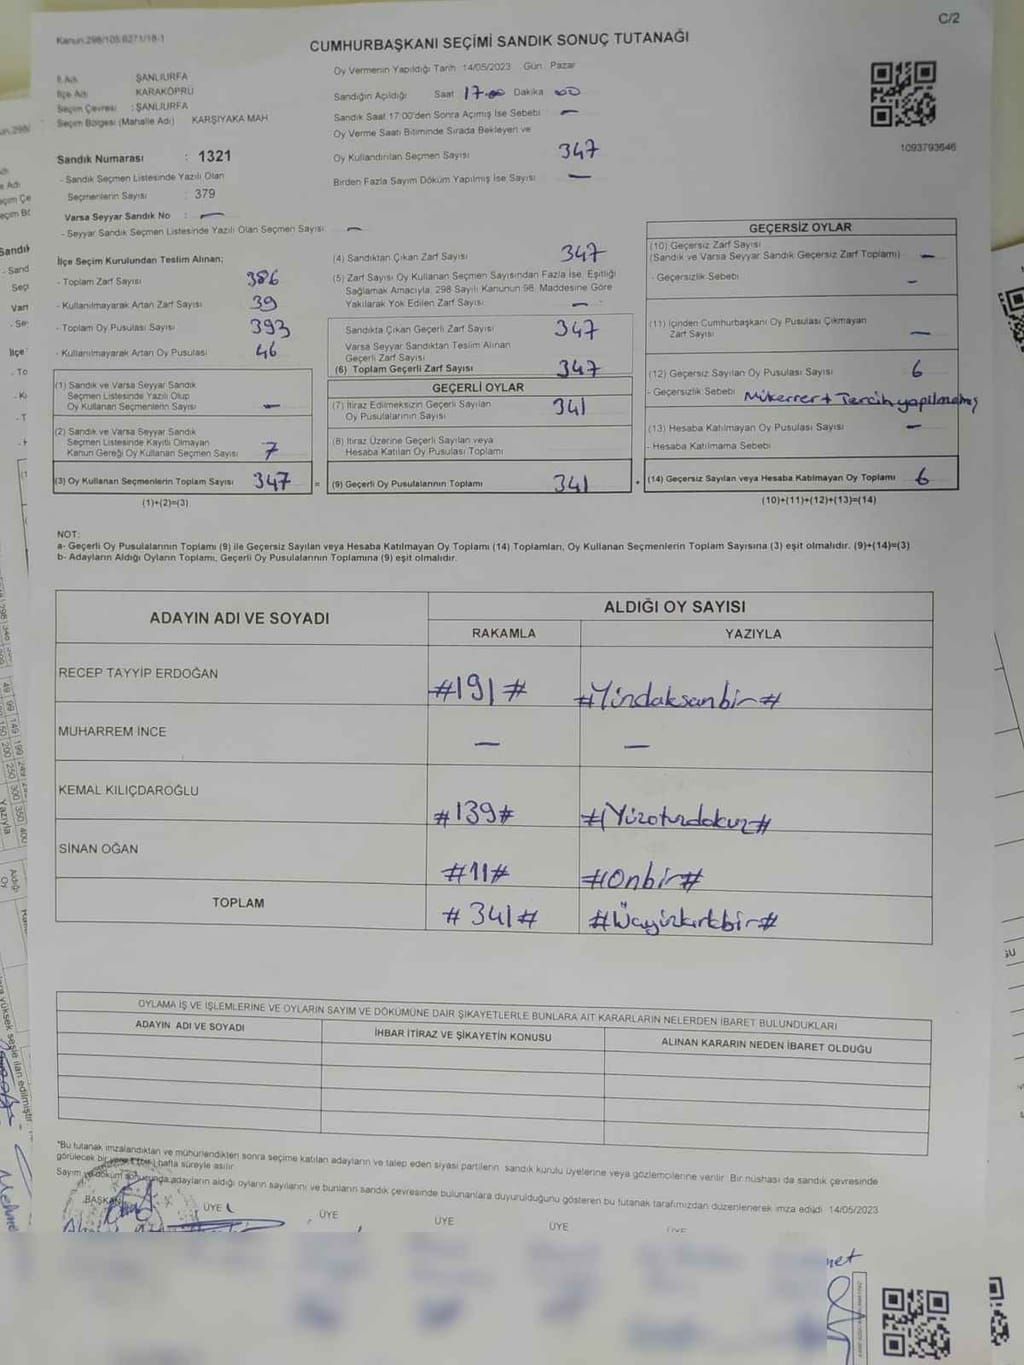 C/2
Kanun:298/105.6271/18-1
CUMHURBAŞKANI SEÇİMİ SANDIK SONUÇ TUTANAĞI
İl Adı ŞANLIURFA
İlçe Adı KARAKÖPRÜ
Seçim Çevresi : ŞANLIURFA
Seçim Bölgesi (Mahalle Adı) KARŞIYAKA MAH
Sandık Numarası : 1321
- Sandık Seçmen Listesinde Yazılı Olan
Seçmenlerin Sayısı : 379
Varsa Seyyar Sandık No : —
- Seyyar Sandık Seçmen Listesinde Yazılı Olan Seçmen Sayısı: —
Oy Vermenin Yapıldığı Tarih: 14/05/2023 Gün: Pazar
Sandığın Açıldığı Saat 17.00 Dakika 00
Sandık Saat 17:00'den Sonra Açımış İse Sebebi —
Oy Verme Saati Bitiminde Sırada Bekleyen ve
Oy Kullandırılan Seçmen Sayısı 347
Birden Fazla Sayım Döküm Yapılmış İse Sayısı —
1093793646
İlçe Seçim Kurulundan Teslim Alınan;
- Toplam Zarf Sayısı 386
- Kullanılmayarak Artan Zarf Sayısı 39
- Toplam Oy Pusulası Sayısı 393
- Kullanılmayarak Artan Oy Pusulası 46
(1) Sandık ve Varsa Seyyar Sandık
Seçmen Listesinde Yazılı Olup
Oy Kullanan Seçmenlerin Sayısı —
(2) Sandık ve Varsa Seyyar Sandık
Seçmen Listesinde Kayıtlı Olmayan
Kanun Gereği Oy Kullanan Seçmen Sayısı 7
(3) Oy Kullanan Seçmenlerin Toplam Sayısı 347
(1)+(2)=(3)
(4) Sandıktan Çıkan Zarf Sayısı 347
(5) Zarf Sayısı Oy Kullanan Seçmen Sayısından Fazla İse, Eşitliği
Sağlamak Amacıyla, 298 Sayılı Kanunun 98. Maddesine Göre
Yakılarak Yok Edilen Zarf Sayısı —
Sandıkta Çıkan Geçerli Zarf Sayısı 347
Varsa Seyyar Sandıktan Teslim Alınan
Geçerli Zarf Sayısı
(6) Toplam Geçerli Zarf Sayısı 347
GEÇERLİ OYLAR
(7) İtiraz Edilmeksizin Geçerli Sayılan
Oy Pusulalarının Sayısı 341
(8) İtiraz Üzerine Geçerli Sayılan veya
Hesaba Katılan Oy Pusulası Toplamı
= (9) Geçerli Oy Pusulalarının Toplamı 341
GEÇERSİZ OYLAR
(10) Geçersiz Zarf Sayısı
(Sandık ve Varsa Seyyar Sandık Geçersiz Zarf Toplamı) —
- Geçersizlik Sebebi —
(11) İçinden Cumhurbaşkanı Oy Pusulası Çıkmayan
Zarf Sayısı —
(12) Geçersiz Sayılan Oy Pusulası Sayısı 6
- Geçersizlik Sebebi Mükerrer + Tercih yapılmamış
(13) Hesaba Katılmayan Oy Pusulası Sayısı —
- Hesaba Katılmama Sebebi
+ (14) Geçersiz Sayılan veya Hesaba Katılmayan Oy Toplamı 6
(10)+(11)+(12)+(13)=(14)
NOT:
a- Geçerli Oy Pusulalarının Toplamı (9) ile Geçersiz Sayılan veya Hesaba Katılmayan Oy Toplamı (14) Toplamları, Oy Kullanan Seçmenlerin Toplam Sayısına (3) eşit olmalıdır. (9)+(14)=(3)
b- Adayların Aldığı Oyların Toplamı, Geçerli Oy Pusulalarının Toplamına (9) eşit olmalıdır.
ADAYIN ADI VE SOYADI ALDIĞI OY SAYISI
RAKAMLA YAZIYLA
RECEP TAYYİP ERDOĞAN #191# #Yüzdoksanbir#
MUHARREM İNCE — —
KEMAL KILIÇDAROĞLU #139# #Yüzotuzdokuz#
SİNAN OĞAN #11# #Onbir#
TOPLAM #341# #Üçyüzkırkbir#
OYLAMA İŞ VE İŞLEMLERİNE VE OYLARIN SAYIM VE DÖKÜMÜNE DAİR ŞİKAYETLERLE BUNLARA AİT KARARLARIN NELERDEN İBARET BULUNDUKLARI
ADAYIN ADI VE SOYADI İHBAR İTİRAZ VE ŞİKAYETİN KONUSU ALINAN KARARIN NEDEN İBARET OLDUĞU
"Bu tutanak imzalandıktan ve mühürlendikten sonra seçime katılan adayların ve talep eden siyasi partilerin sandık kurulu üyelerine veya gözlemcilerine verilir. Bir nüshası da sandık çevresinde
görülecek bir yere 1 (bir) hafta süreyle asılır.
Sayım ve döküm sonucunda adayların aldığı oyların sayılarını ve bunların sandık çevresinde bulunanlara duyurulduğunu gösteren bu tutanak tarafımızdan düzenlenerek imza edildi 14/05/2023
BAŞKAN ÜYE ÜYE ÜYE ÜYE ÜYE